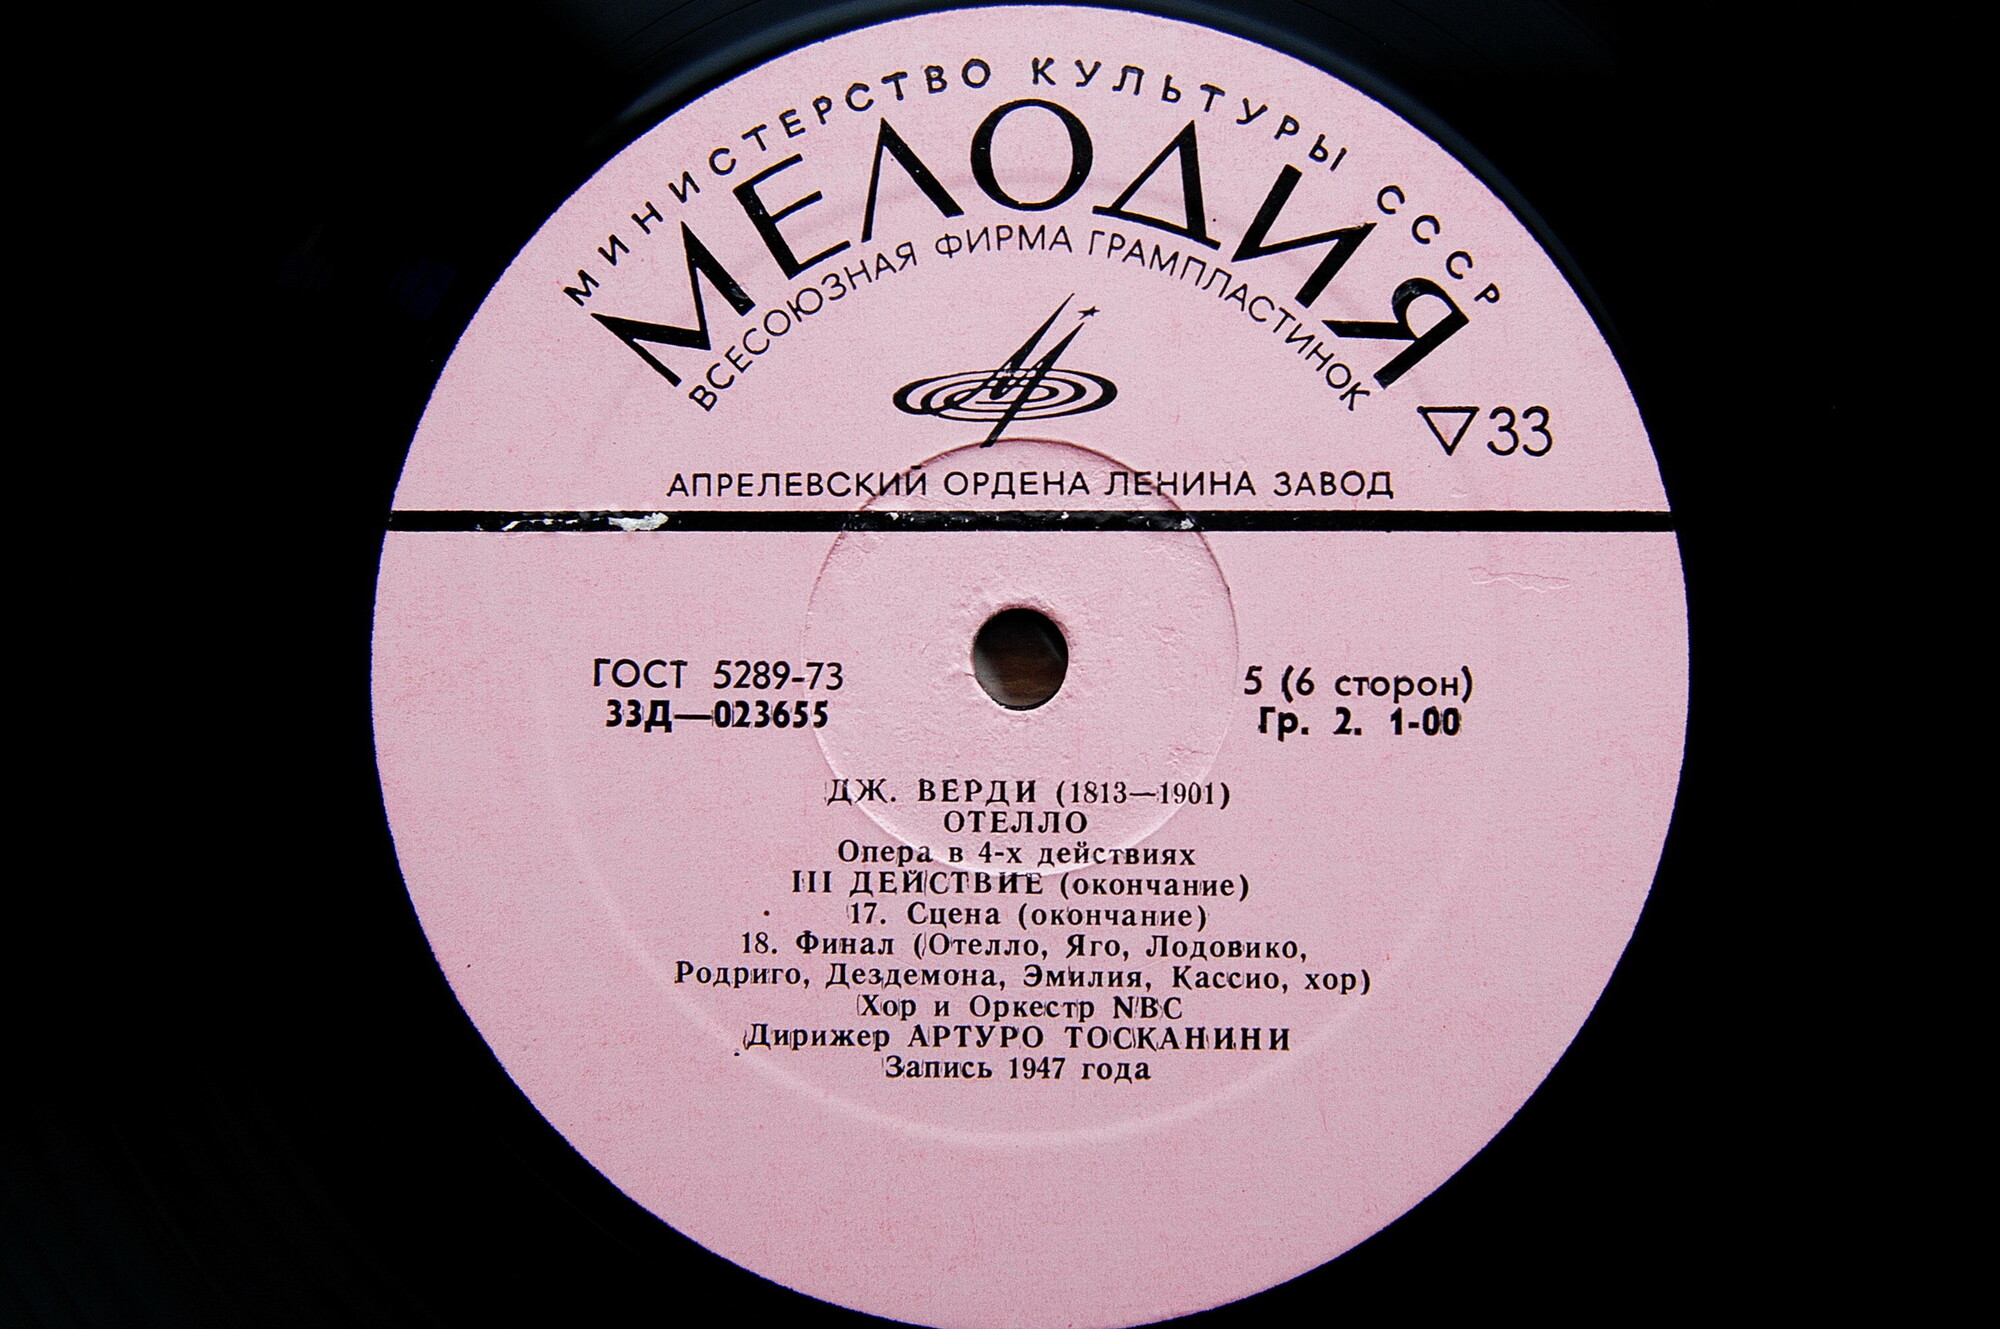 МИНИСТЕРСТВО КУЛЬТУРЫ СССР
МЕЛОДИЯ
ВСЕСОЮЗНАЯ ФИРМА ГРАМПЛАСТИНОК
33
АПРЕЛЕВСКИЙ ОРДЕНА ЛЕНИНА ЗАВОД
ГОСТ 5289-73
33Д—023655
5 (6 сторон)
Гр. 2. 1-00
ДЖ. ВЕРДИ (1813—1901)
ОТЕЛЛО
Опера в 4-х действиях
III ДЕЙСТВИЕ (окончание)
17. Сцена (окончание)
18. Финал (Отелло, Яго, Лодовико,
Родриго, Дездемона, Эмилия, Кассио, хор)
Хор и Оркестр NBC
Дирижер АРТУРО ТОСКАНИНИ
Запись 1947 года